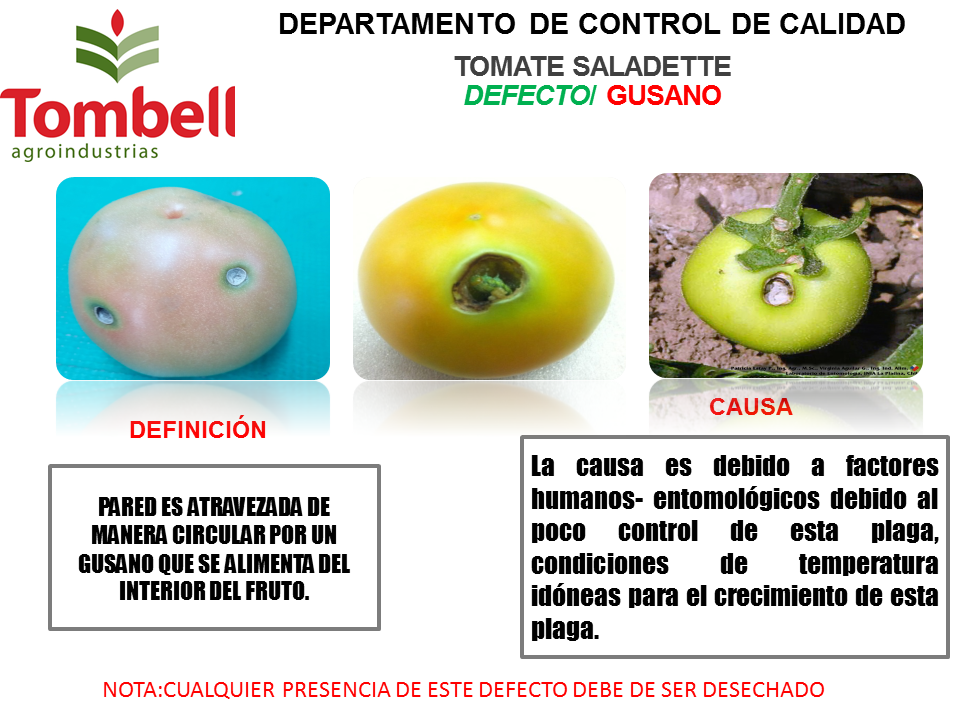 DEPARTAMENTO DE CONTROL DE CALIDAD
TOMATE SALADETTE
DEFECTO/ GUSANO
Tombell
agroindustrias
CAUSA
DEFINICIÓN
PARED ES ATRAVEZADA DE
MANERA CIRCULAR POR UN
GUSANO QUE SE ALIMENTA DEL
INTERIOR DEL FRUTO.
La causa es debido a factores
humanos- entomológicos debido al
poco control de esta plaga,
condiciones de temperatura
idóneas para el crecimiento de esta
plaga.
NOTA:CUALQUIER PRESENCIA DE ESTE DEFECTO DEBE DE SER DESECHADO